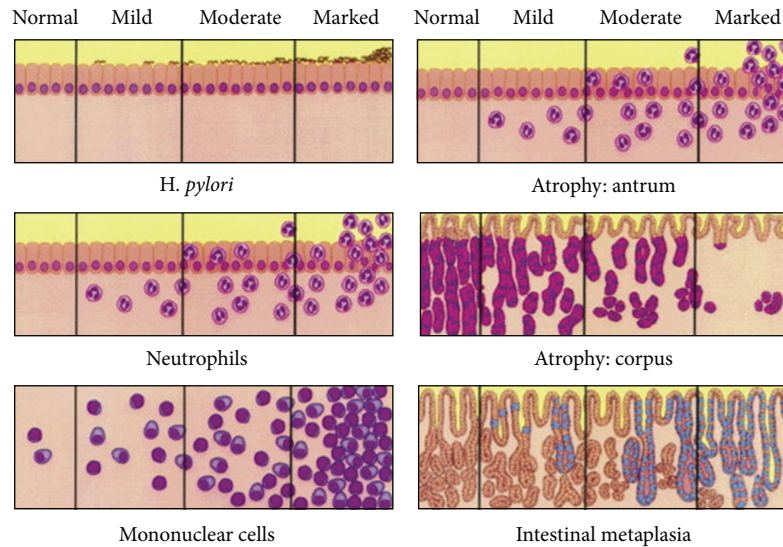 Normal Mild Moderate Marked
Normal Mild Moderate Marked
H. pylori
Atrophy: antrum
Neutrophils
Atrophy: corpus
Mononuclear cells
Intestinal metaplasia